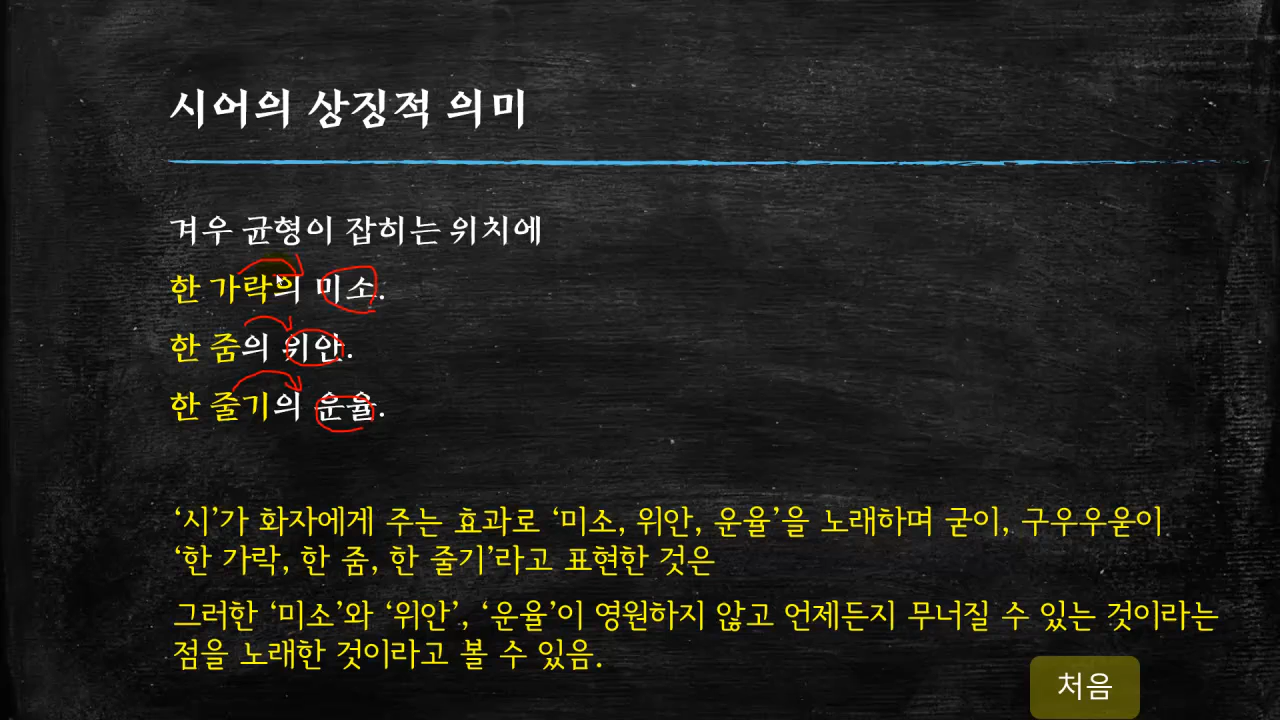 시어의 상징적 의미
겨우 균형이 잡히는 위치에
한 가락의 미소.
한 줌의 위안.
한 줄기의 운율.
‘시’가 화자에게 주는 효과로 ‘미소, 위안, 운율’을 노래하며 굳이, 구우우욷이
‘한 가락, 한 줌, 한 줄기’라고 표현한 것은
그러한 ‘미소’와 ‘위안’, ‘운율’이 영원하지 않고 언제든지 무너질 수 있는 것이라는
점을 노래한 것이라고 볼 수 있음.
처음